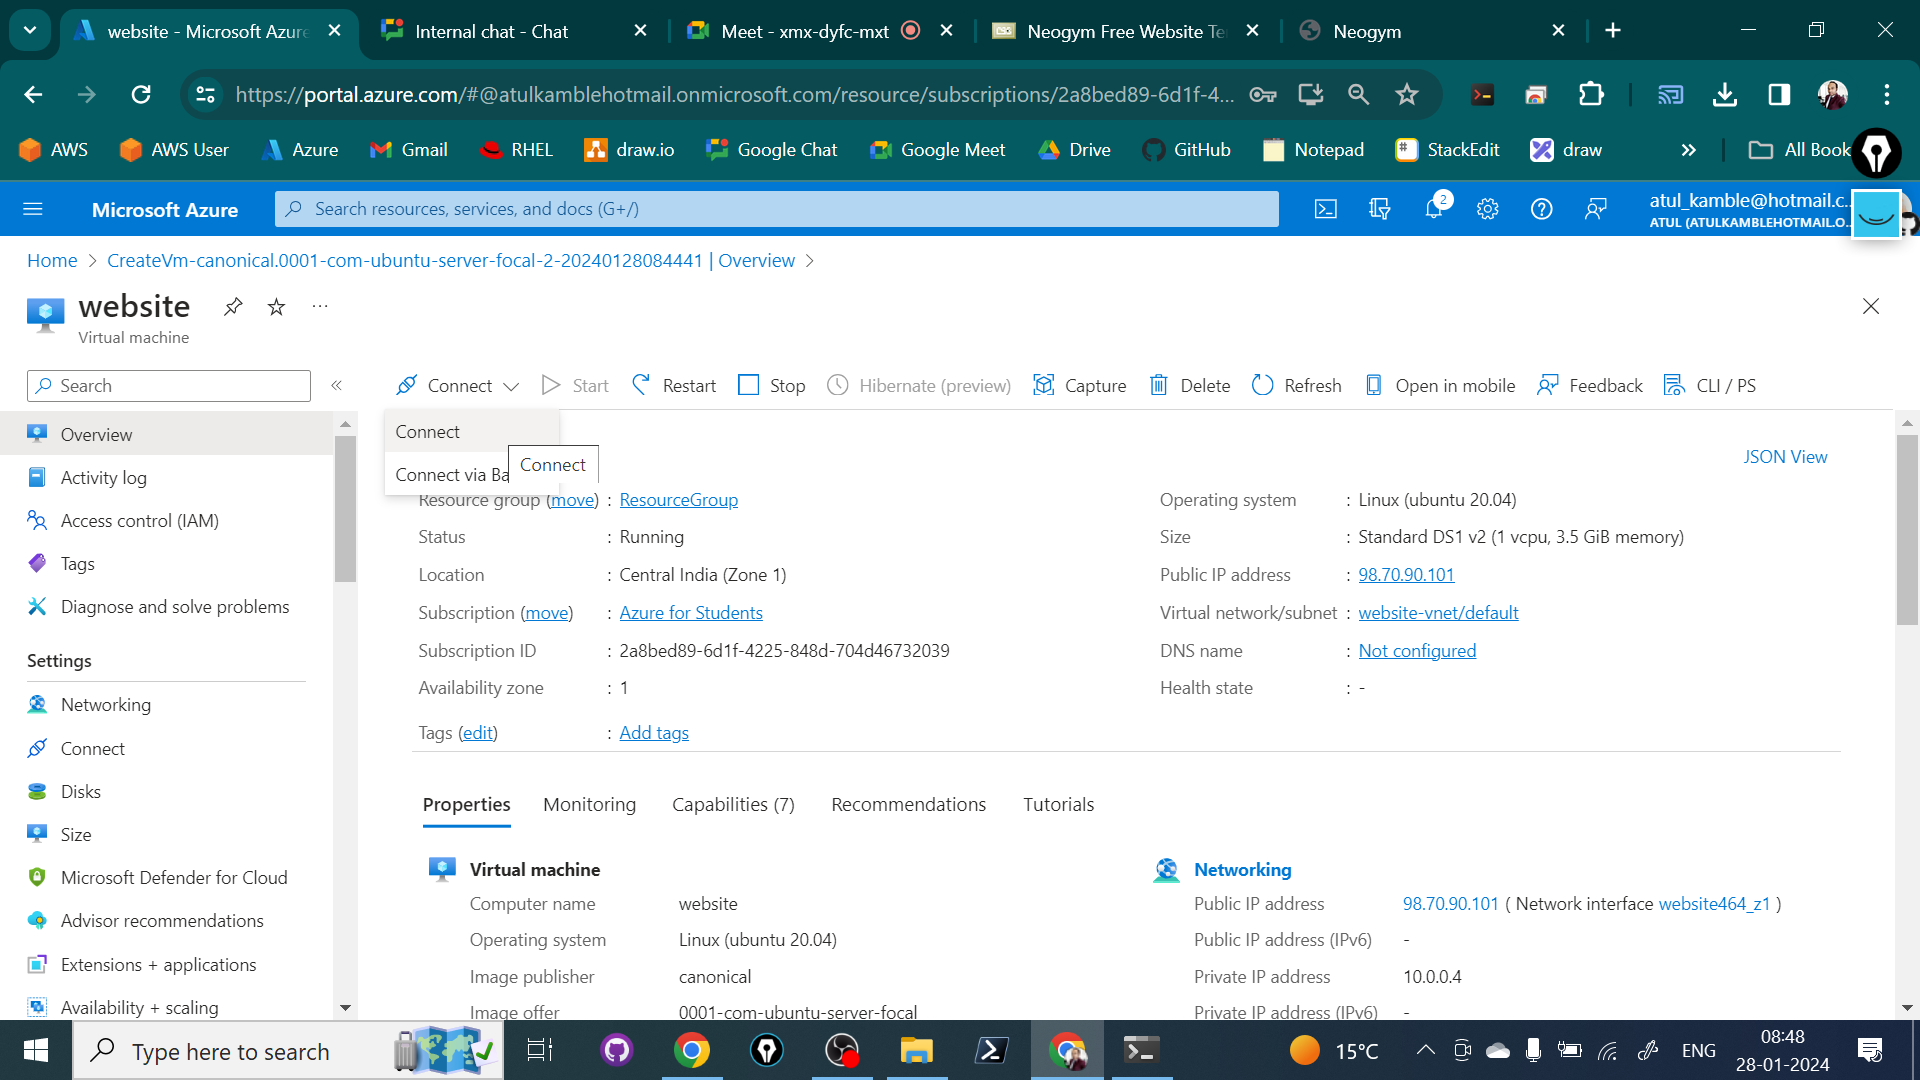 website - Microsoft Azure
Internal chat - Chat
Meet - xmx-dyfc-mxt
Neogym Free Website Te
Neogym
https://portal.azure.com/#@atulkamblehotmail.onmicrosoft.com/resource/subscriptions/2a8bed89-6d1f-4...
AWS
AWS User
Azure
Gmail
RHEL
draw.io
Google Chat
Google Meet
Drive
GitHub
Notepad
StackEdit
draw
»
All Book
Microsoft Azure
Search resources, services, and docs (G+/)
2
atul_kamble@hotmail.c...
ATUL (ATULKAMBLEHOTMAIL.O...
Home > CreateVm-canonical.0001-com-ubuntu-server-focal-2-20240128084441 | Overview >
website
Virtual machine
Search
Connect
Start
Restart
Stop
Hibernate (preview)
Capture
Delete
Refresh
Open in mobile
Feedback
CLI / PS
Connect
Connect via Ba
Connect
JSON View
Overview
Activity log
Access control (IAM)
Tags
Diagnose and solve problems
Settings
Networking
Connect
Disks
Size
Microsoft Defender for Cloud
Advisor recommendations
Extensions + applications
Availability + scaling
Resource group (move) : ResourceGroup
Status : Running
Location : Central India (Zone 1)
Subscription (move) : Azure for Students
Subscription ID : 2a8bed89-6d1f-4225-848d-704d46732039
Availability zone : 1
Tags (edit) : Add tags
Operating system : Linux (ubuntu 20.04)
Size : Standard DS1 v2 (1 vcpu, 3.5 GiB memory)
Public IP address : 98.70.90.101
Virtual network/subnet : website-vnet/default
DNS name : Not configured
Health state : -
Properties
Monitoring
Capabilities (7)
Recommendations
Tutorials
Virtual machine
Computer name website
Operating system Linux (ubuntu 20.04)
Image publisher canonical
Image offer 0001-com-ubuntu-server-focal
Networking
Public IP address 98.70.90.101 ( Network interface website464_z1 )
Public IP address (IPv6) -
Private IP address 10.0.0.4
Private IP address (IPv6) -
Type here to search
15°C
ENG
08:48
28-01-2024